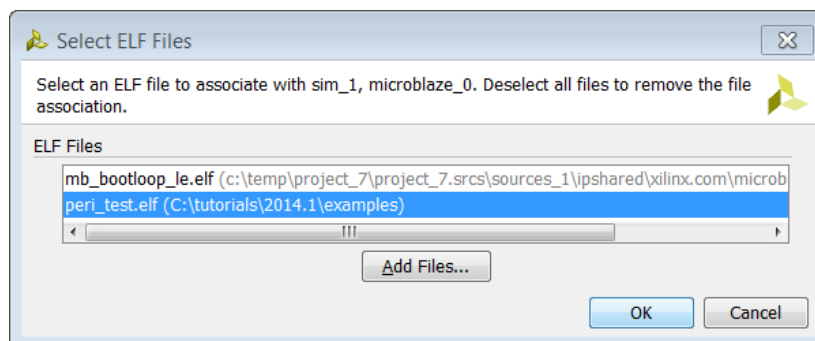 Select ELF Files
Select an ELF file to associate with sim_1, microblaze_0. Deselect all files to remove the file
association.
ELF Files
mb_bootloop_le.elf (c:\temp\project_7\project_7.srcs\sources_1\ipshared\xilinx.com\microb
peri_test.elf (C:\tutorials\2014.1\examples)
Add Files...
OK Cancel